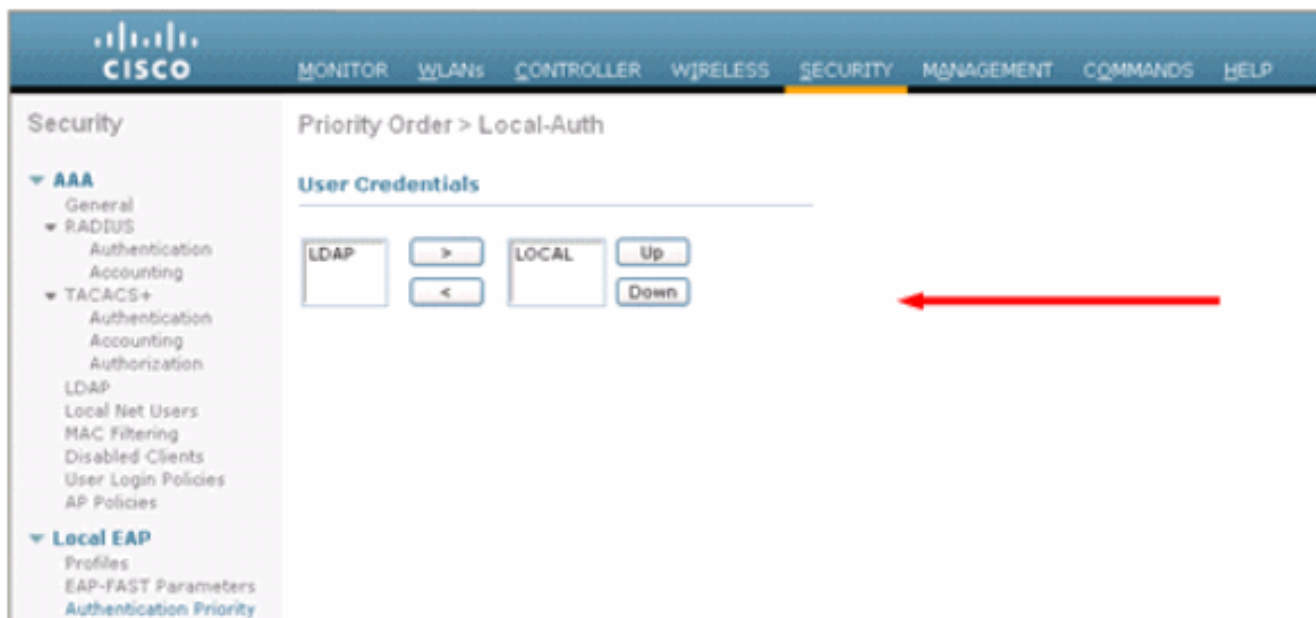 CISCO
MONITOR WLANs CONTROLLER WIRELESS SECURITY MANAGEMENT COMMANDS HELP
Security
AAA
General
RADIUS
Authentication
Accounting
TACACS+
Authentication
Accounting
Authorization
LDAP
Local Net Users
MAC Filtering
Disabled Clients
User Login Policies
AP Policies
Local EAP
Profiles
EAP-FAST Parameters
Authentication Priority
Priority Order > Local-Auth
User Credentials
LDAP > LOCAL Up
< Down